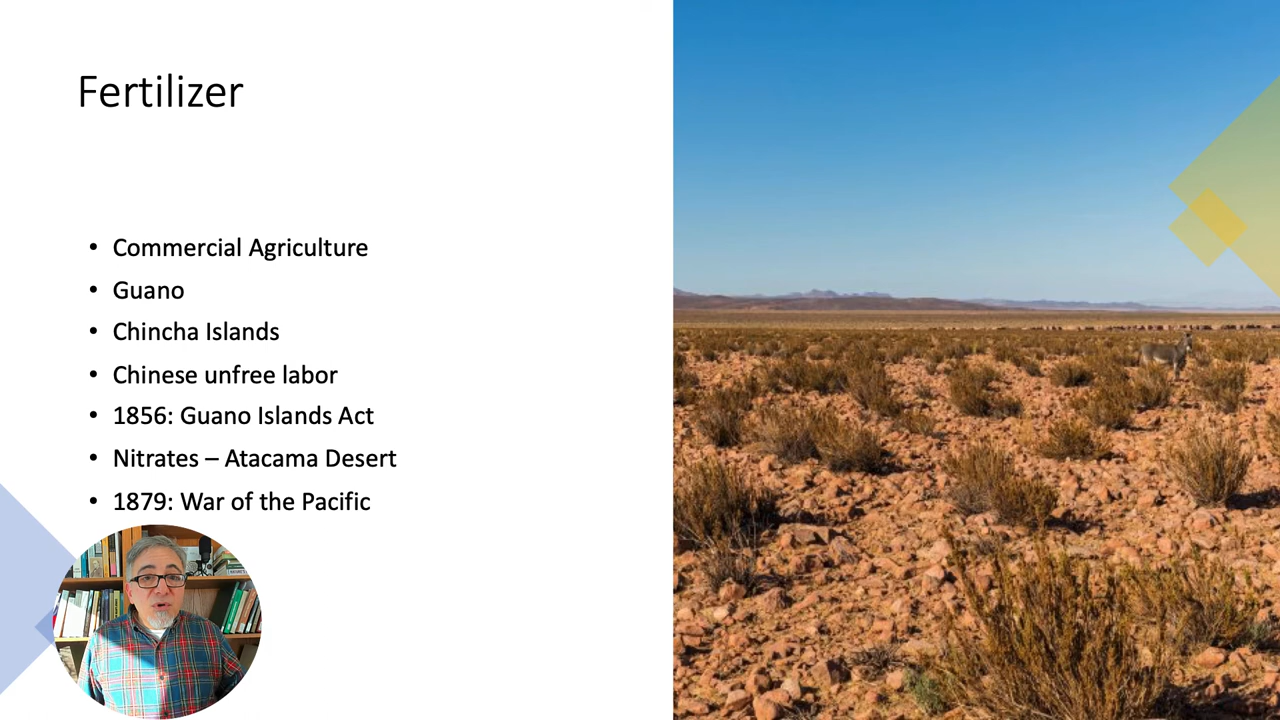 Fertilizer
• Commercial Agriculture
• Guano
• Chincha Islands
• Chinese unfree labor
• 1856: Guano Islands Act
• Nitrates – Atacama Desert
• 1879: War of the Pacific